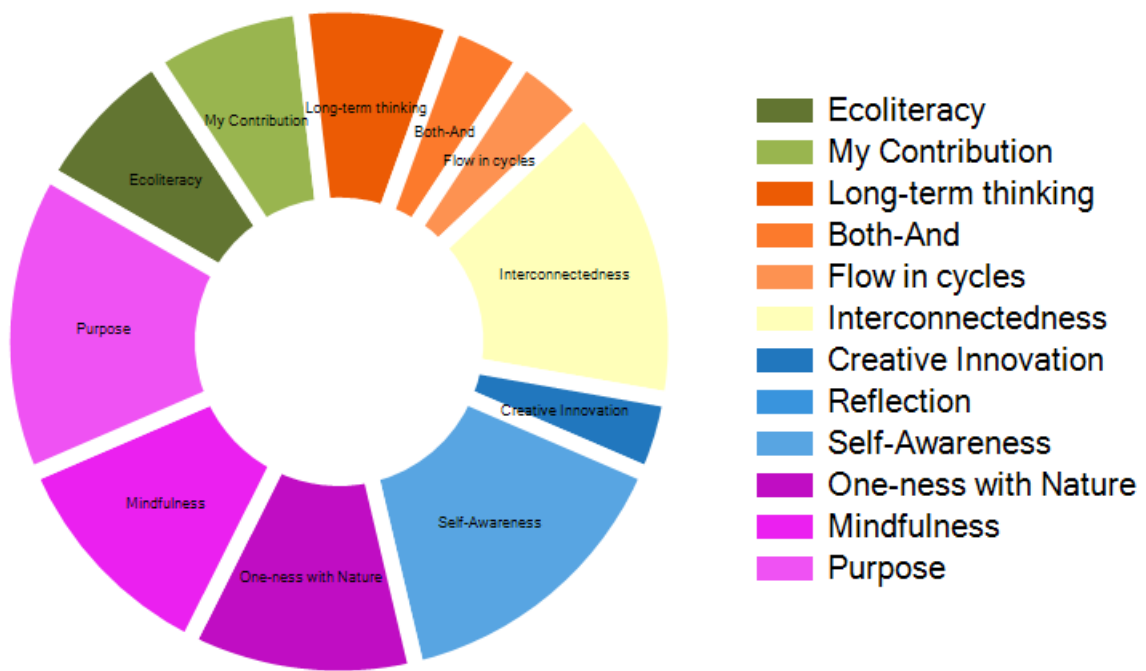 Long-term thinking
My Contribution
Both-And
Flow in cycles
Ecoliteracy
Interconnectedness
Purpose
Creative Innovation
Mindfulness
Self-Awareness
One-ness with Nature
Ecoliteracy
My Contribution
Long-term thinking
Both-And
Flow in cycles
Interconnectedness
Creative Innovation
Reflection
Self-Awareness
One-ness with Nature
Mindfulness
Purpose